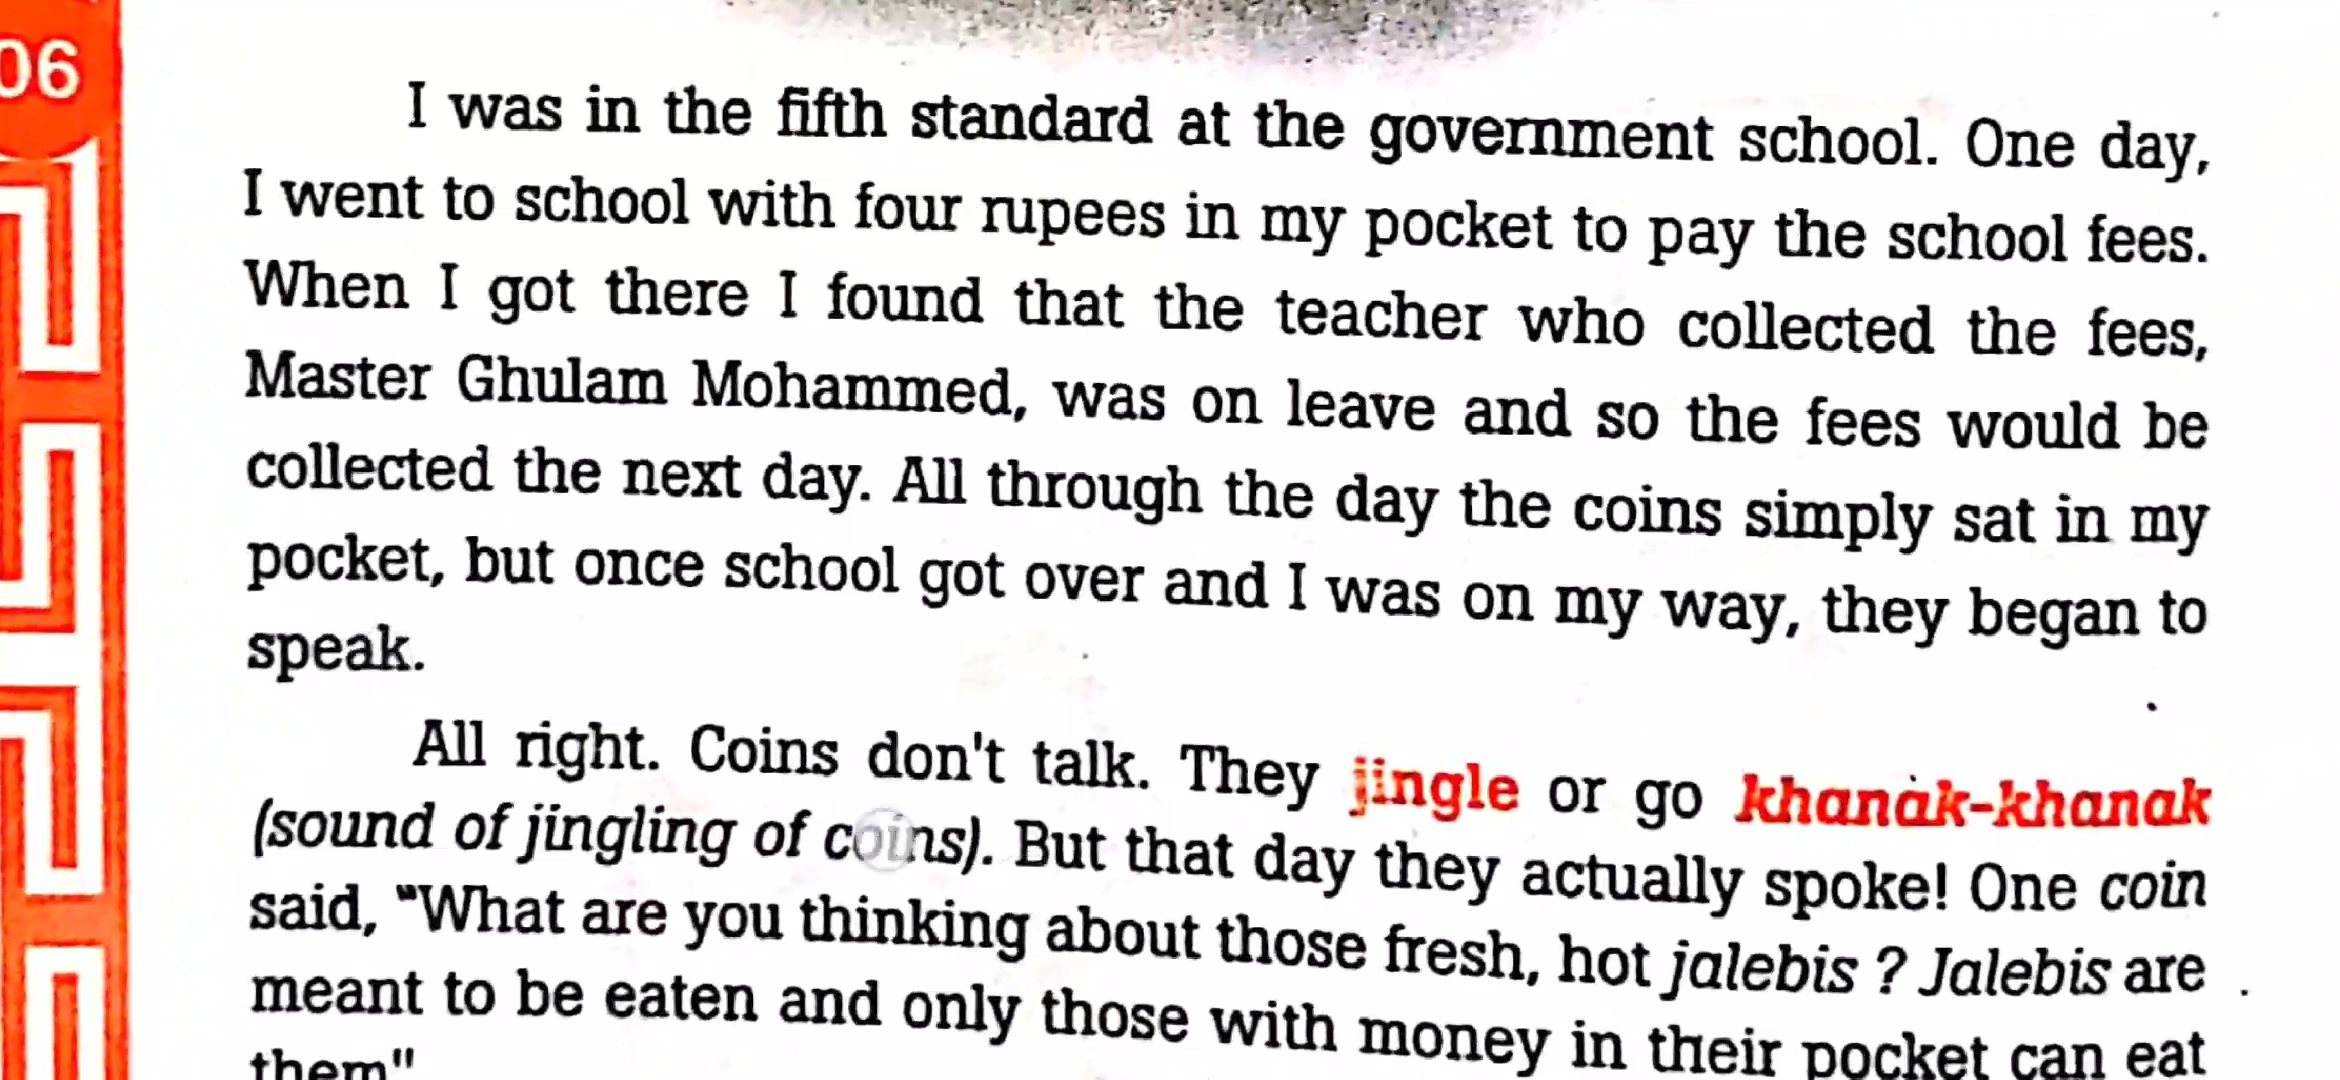 06
I was in the fifth standard at the government school. One day,
I went to school with four rupees in my pocket to pay the school fees.
When I got there I found that the teacher who collected the fees,
Master Ghulam Mohammed, was on leave and so the fees would be
collected the next day. All through the day the coins simply sat in my
pocket, but once school got over and I was on my way, they began to
speak.
All right. Coins don't talk. They jingle or go khanak-khanak
(sound of jingling of coins). But that day they actually spoke! One coin
said, "What are you thinking about those fresh, hot jalebis ? Jalebis are
meant to be eaten and only those with money in their pocket can eat
them"